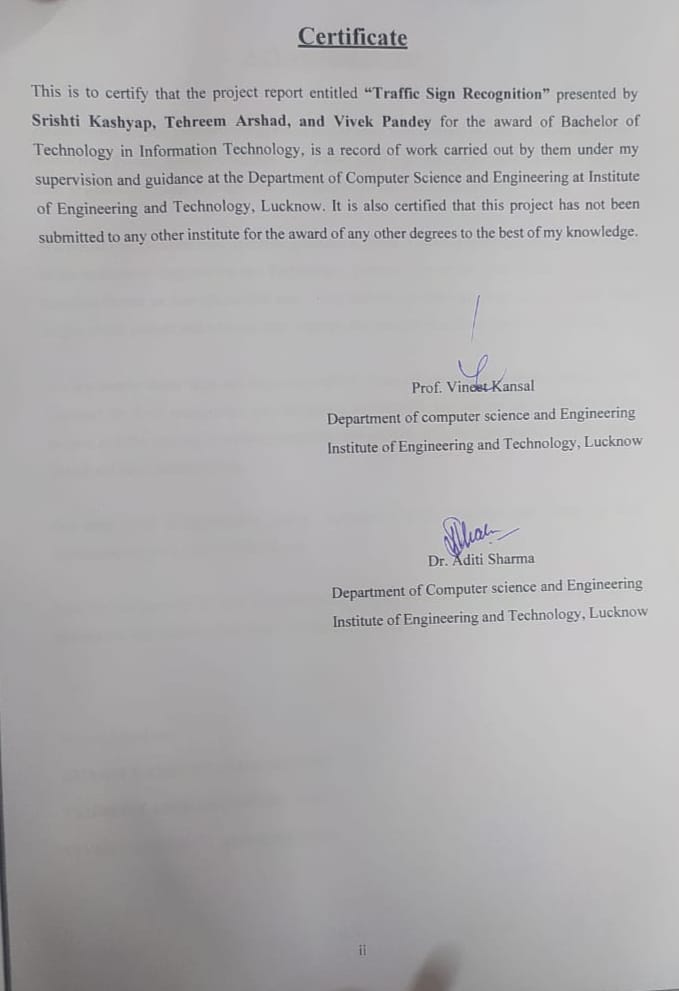 Certificate
This is to certify that the project report entitled “Traffic Sign Recognition” presented by
Srishti Kashyap, Tehreem Arshad, and Vivek Pandey for the award of Bachelor of
Technology in Information Technology, is a record of work carried out by them under my
supervision and guidance at the Department of Computer Science and Engineering at Institute
of Engineering and Technology, Lucknow. It is also certified that this project has not been
submitted to any other institute for the award of any other degrees to the best of my knowledge.
Prof. Vineet Kansal
Department of computer science and Engineering
Institute of Engineering and Technology, Lucknow
Dr. Aditi Sharma
Department of Computer science and Engineering
Institute of Engineering and Technology, Lucknow
ii